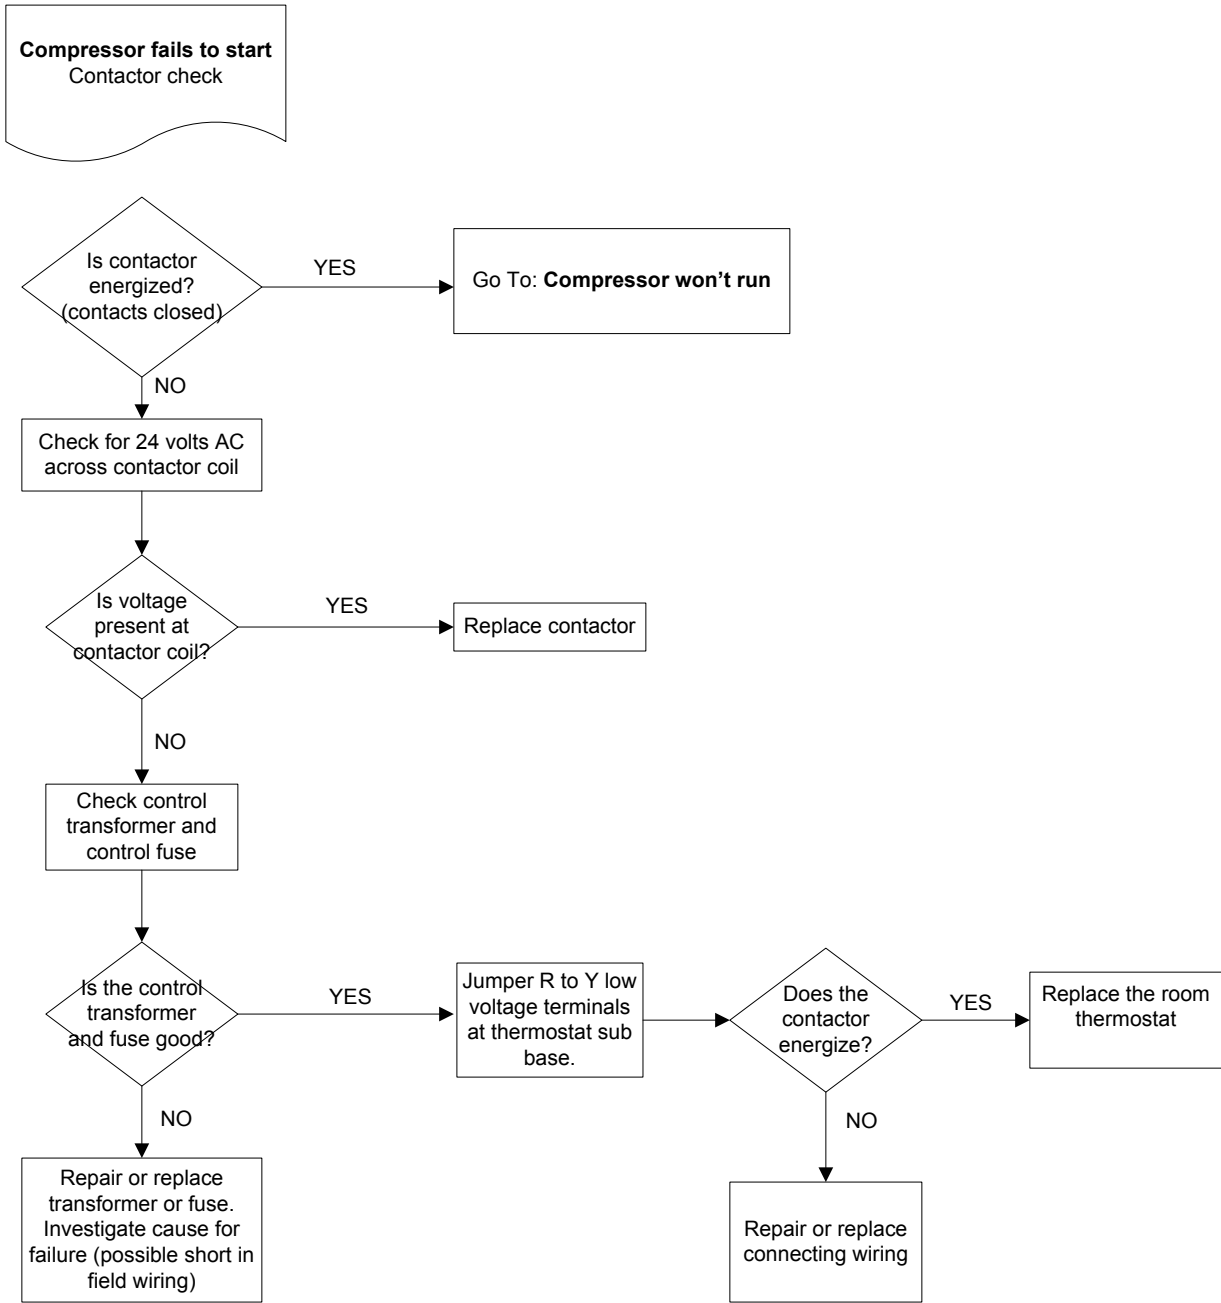 Compressor fails to start
Contactor check
Is contactor
energized?
(contacts closed)
YES
Go To: Compressor won’t run
NO
Check for 24 volts AC
across contactor coil
Is voltage
present at
contactor coil?
YES
Replace contactor
NO
Check control
transformer and
control fuse
Is the control
transformer
and fuse good?
YES
Jumper R to Y low
voltage terminals
at thermostat sub
base.
Does the
contactor
energize?
YES
Replace the room
thermostat
NO
Repair or replace
transformer or fuse.
Investigate cause for
failure (possible short in
field wiring)
NO
Repair or replace
connecting wiring